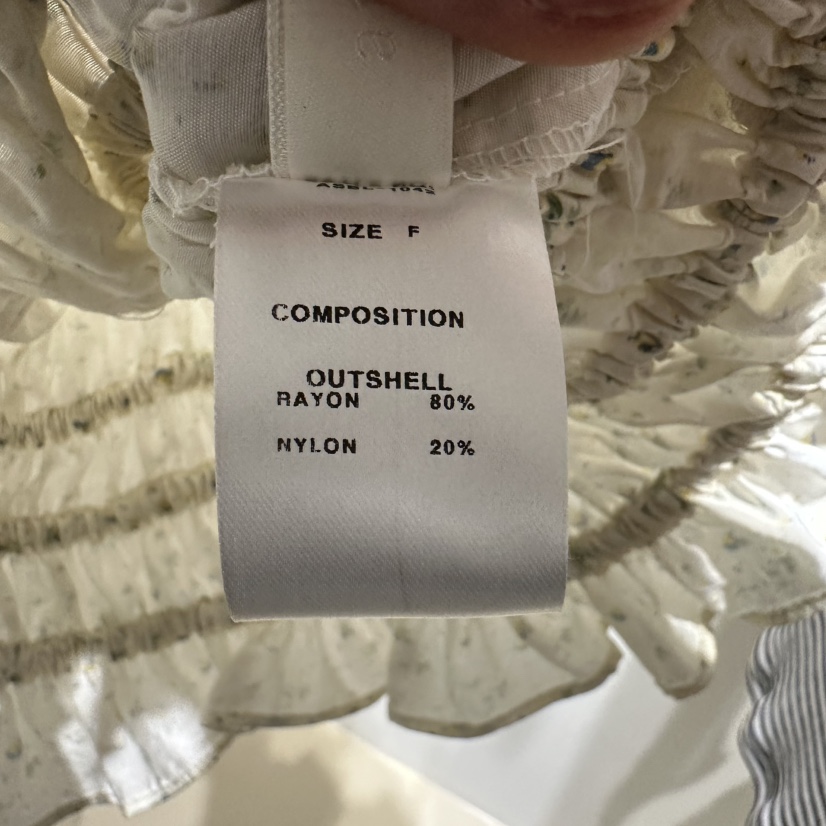 SIZE F
COMPOSITION
OUTSHELL
RAYON 80%
NYLON 20%